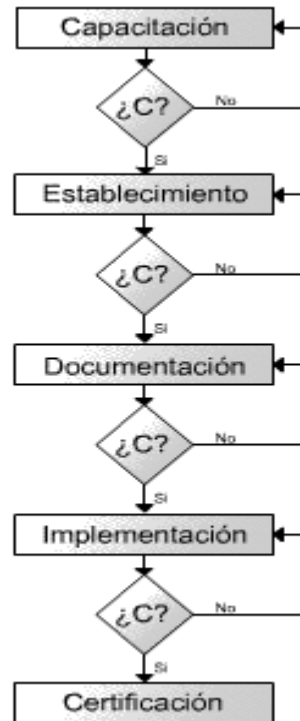 Capacitación
¿C?
No
Si
Establecimiento
¿C?
No
Si
Documentación
¿C?
No
Si
Implementación
¿C?
No
Si
Certificación